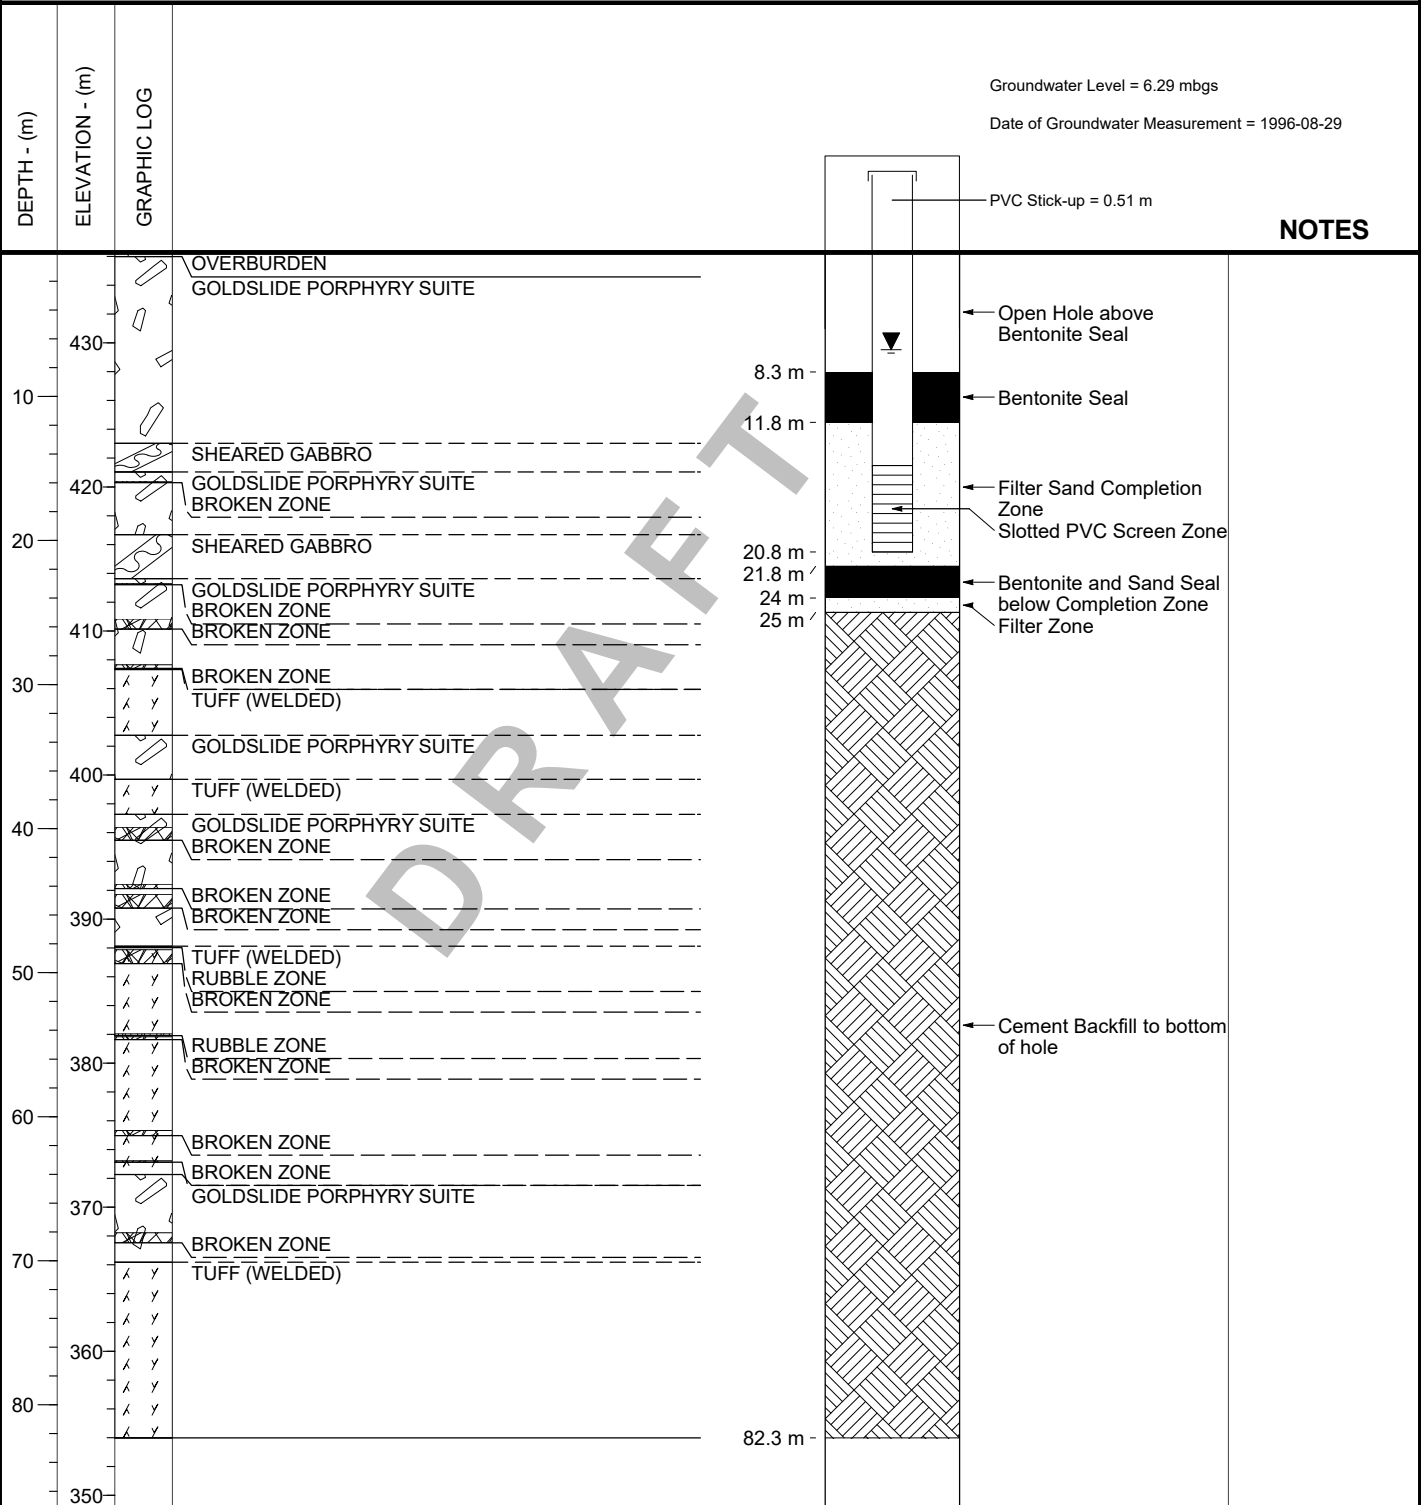 Groundwater Level = 6.29 mbgs
Date of Groundwater Measurement = 1996-08-29
PVC Stick-up = 0.51 m
NOTES
DEPTH - (m)
ELEVATION - (m)
GRAPHIC LOG
OVERBURDEN
GOLDSLIDE PORPHYRY SUITE
SHEARED GABBRO
GOLDSLIDE PORPHYRY SUITE
BROKEN ZONE
SHEARED GABBRO
GOLDSLIDE PORPHYRY SUITE
BROKEN ZONE
BROKEN ZONE
BROKEN ZONE
TUFF (WELDED)
GOLDSLIDE PORPHYRY SUITE
TUFF (WELDED)
GOLDSLIDE PORPHYRY SUITE
BROKEN ZONE
BROKEN ZONE
BROKEN ZONE
TUFF (WELDED)
RUBBLE ZONE
BROKEN ZONE
RUBBLE ZONE
BROKEN ZONE
BROKEN ZONE
BROKEN ZONE
GOLDSLIDE PORPHYRY SUITE
BROKEN ZONE
TUFF (WELDED)
10
20
30
40
50
60
70
80
430
420
410
400
390
380
370
360
350
8.3 m
11.8 m
20.8 m
21.8 m
24 m
25 m
82.3 m
Open Hole above
Bentonite Seal
Bentonite Seal
Filter Sand Completion
Zone
Slotted PVC Screen Zone
Bentonite and Sand Seal
below Completion Zone
Filter Zone
Cement Backfill to bottom
of hole
DRAFT